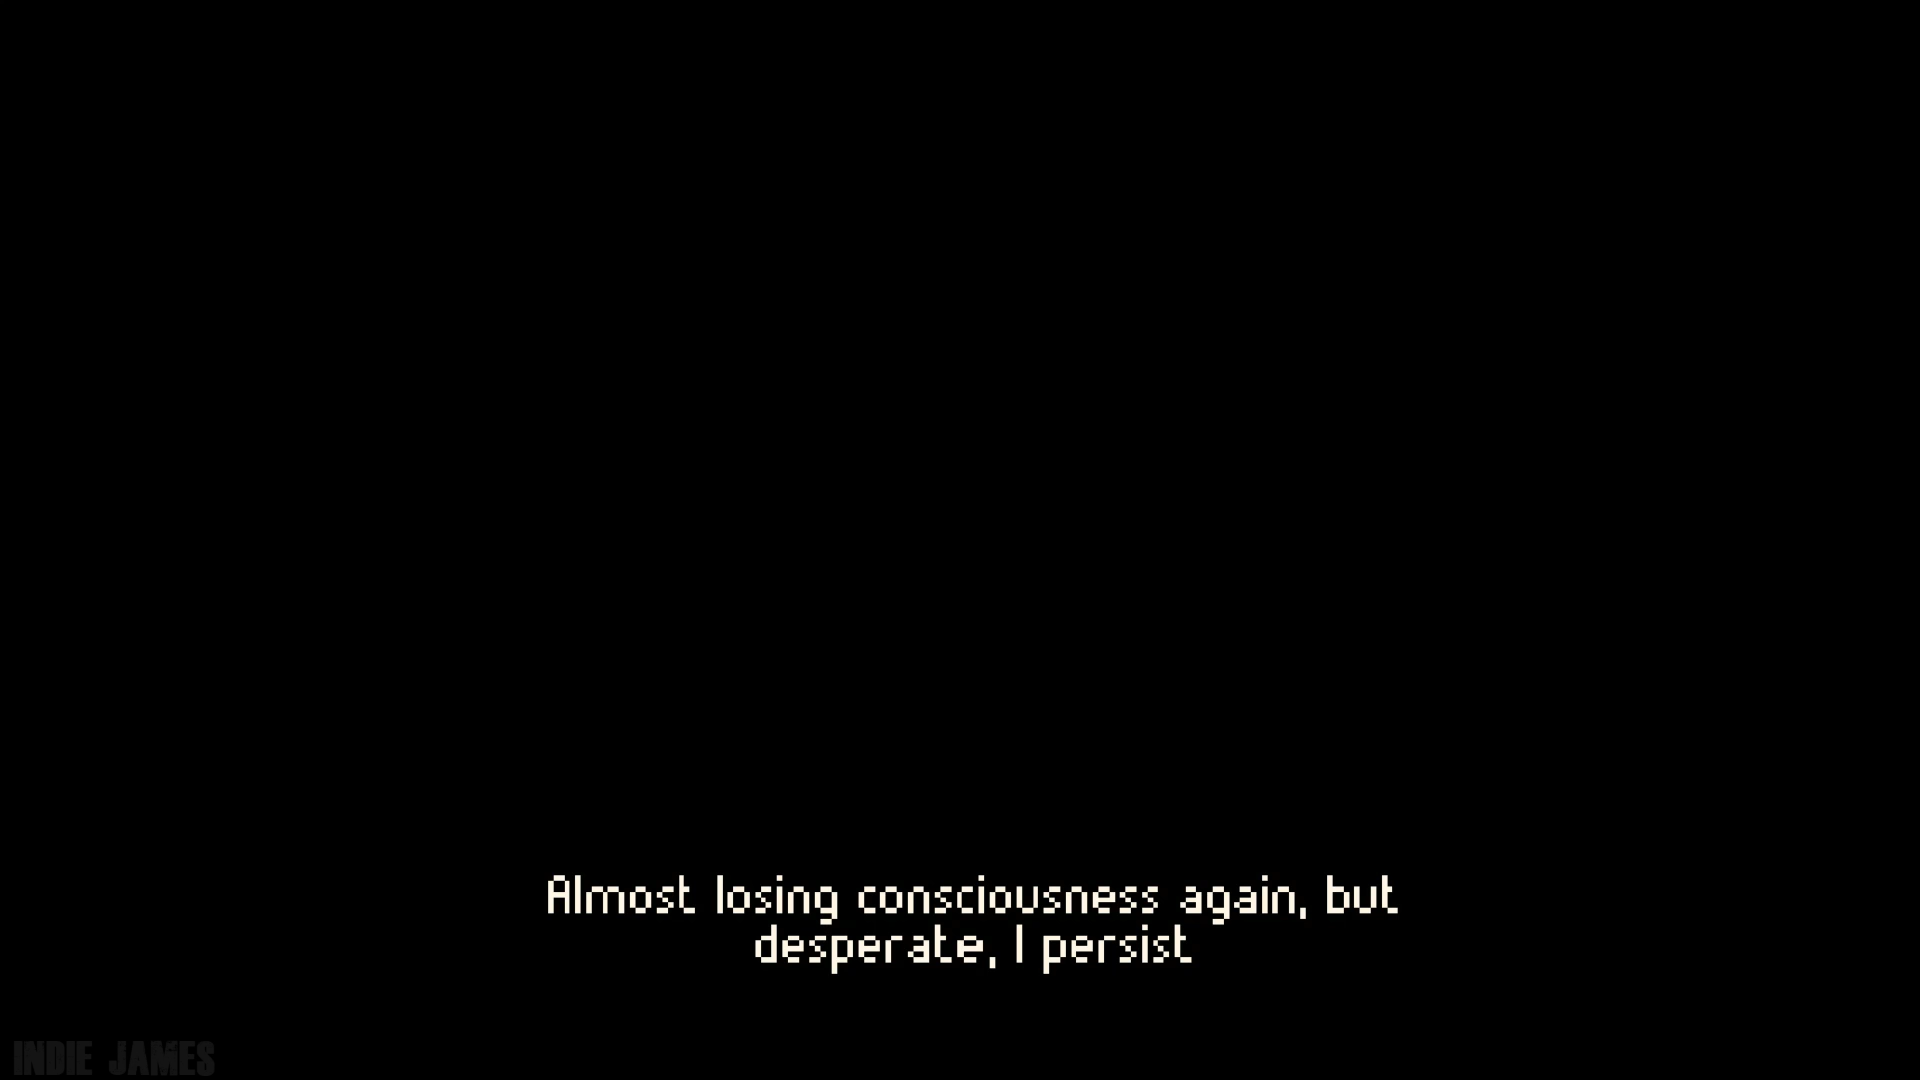 Almost losing consciousness again, but
desperate, I persist
INDIE JAMES